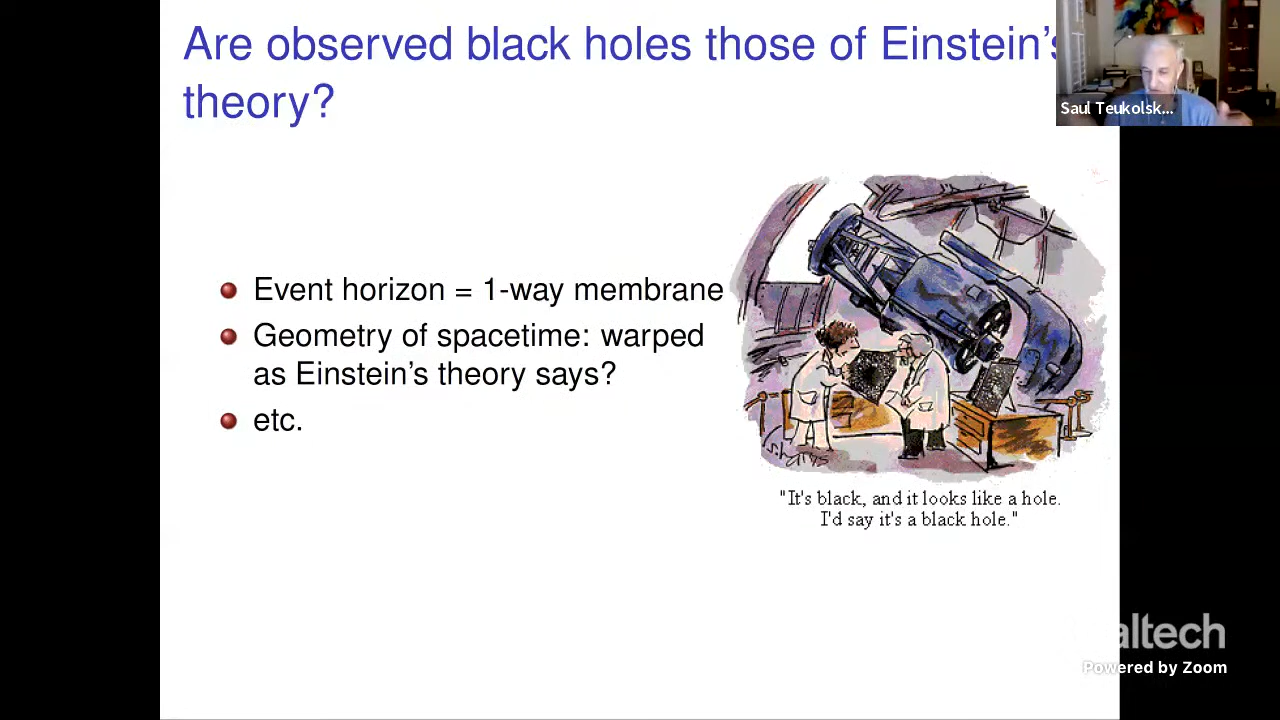 Are observed black holes those of Einstein's
theory?
Saul Teukolsk...
Event horizon = 1-way membrane
Geometry of spacetime: warped
as Einstein's theory says?
etc.
s.harris
"It's black, and it looks like a hole.
I'd say it's a black hole."
altech
Powered by Zoom